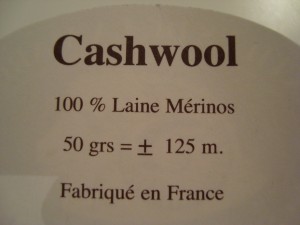 Cashwool
100 % Laine Mérinos
50 grs = ± 125 m.
Fabriqué en France